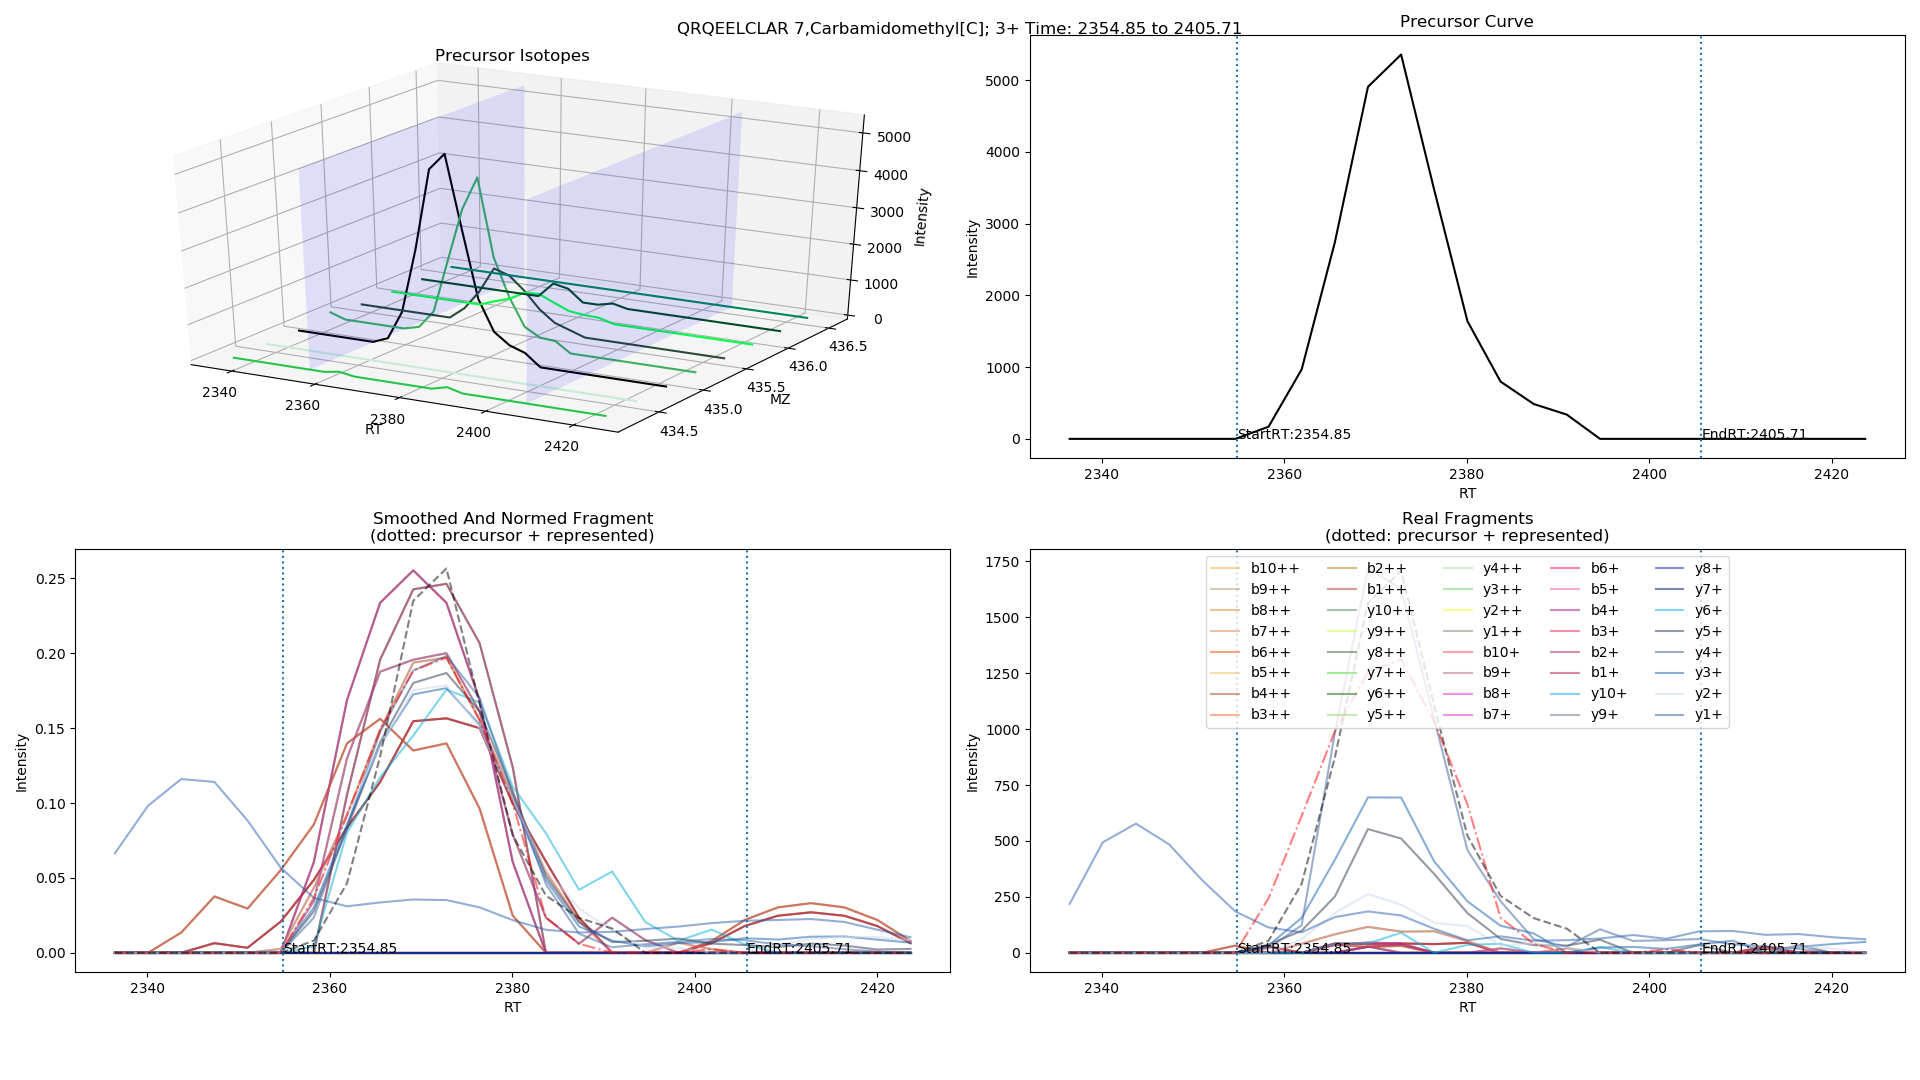 QRQEELCLAR 7,Carbamidomethyl[C]; 3+ Time: 2354.85 to 2405.71
Precursor Isotopes
5000
4000
3000
2000
1000
0
Intensity
436.5
436.0
435.5
435.0
434.5
MZ
2340
2360
2380
2400
2420
RT
Precursor Curve
5000
4000
3000
2000
1000
0
Intensity
StartRT:2354.85
EndRT:2405.71
2340
2360
2380
2400
2420
RT
Smoothed And Normed Fragment
(dotted: precursor + represented)
0.25
0.20
0.15
0.10
0.05
0.00
Intensity
StartRT:2354.85
EndRT:2405.71
2340
2360
2380
2400
2420
RT
Real Fragments
(dotted: precursor + represented)
1750
1500
1250
1000
750
500
250
0
Intensity
b10++
b9++
b8++
b7++
b6++
b5++
b4++
b3++
b2++
b1++
y10++
y9++
y8++
y7++
y6++
y5++
y4++
y3++
y2++
y1++
b10+
b9+
b8+
b7+
b6+
b5+
b4+
b3+
b2+
b1+
y10+
y9+
y8+
y7+
y6+
y5+
y4+
y3+
y2+
y1+
StartRT:2354.85
EndRT:2405.71
2340
2360
2380
2400
2420
RT